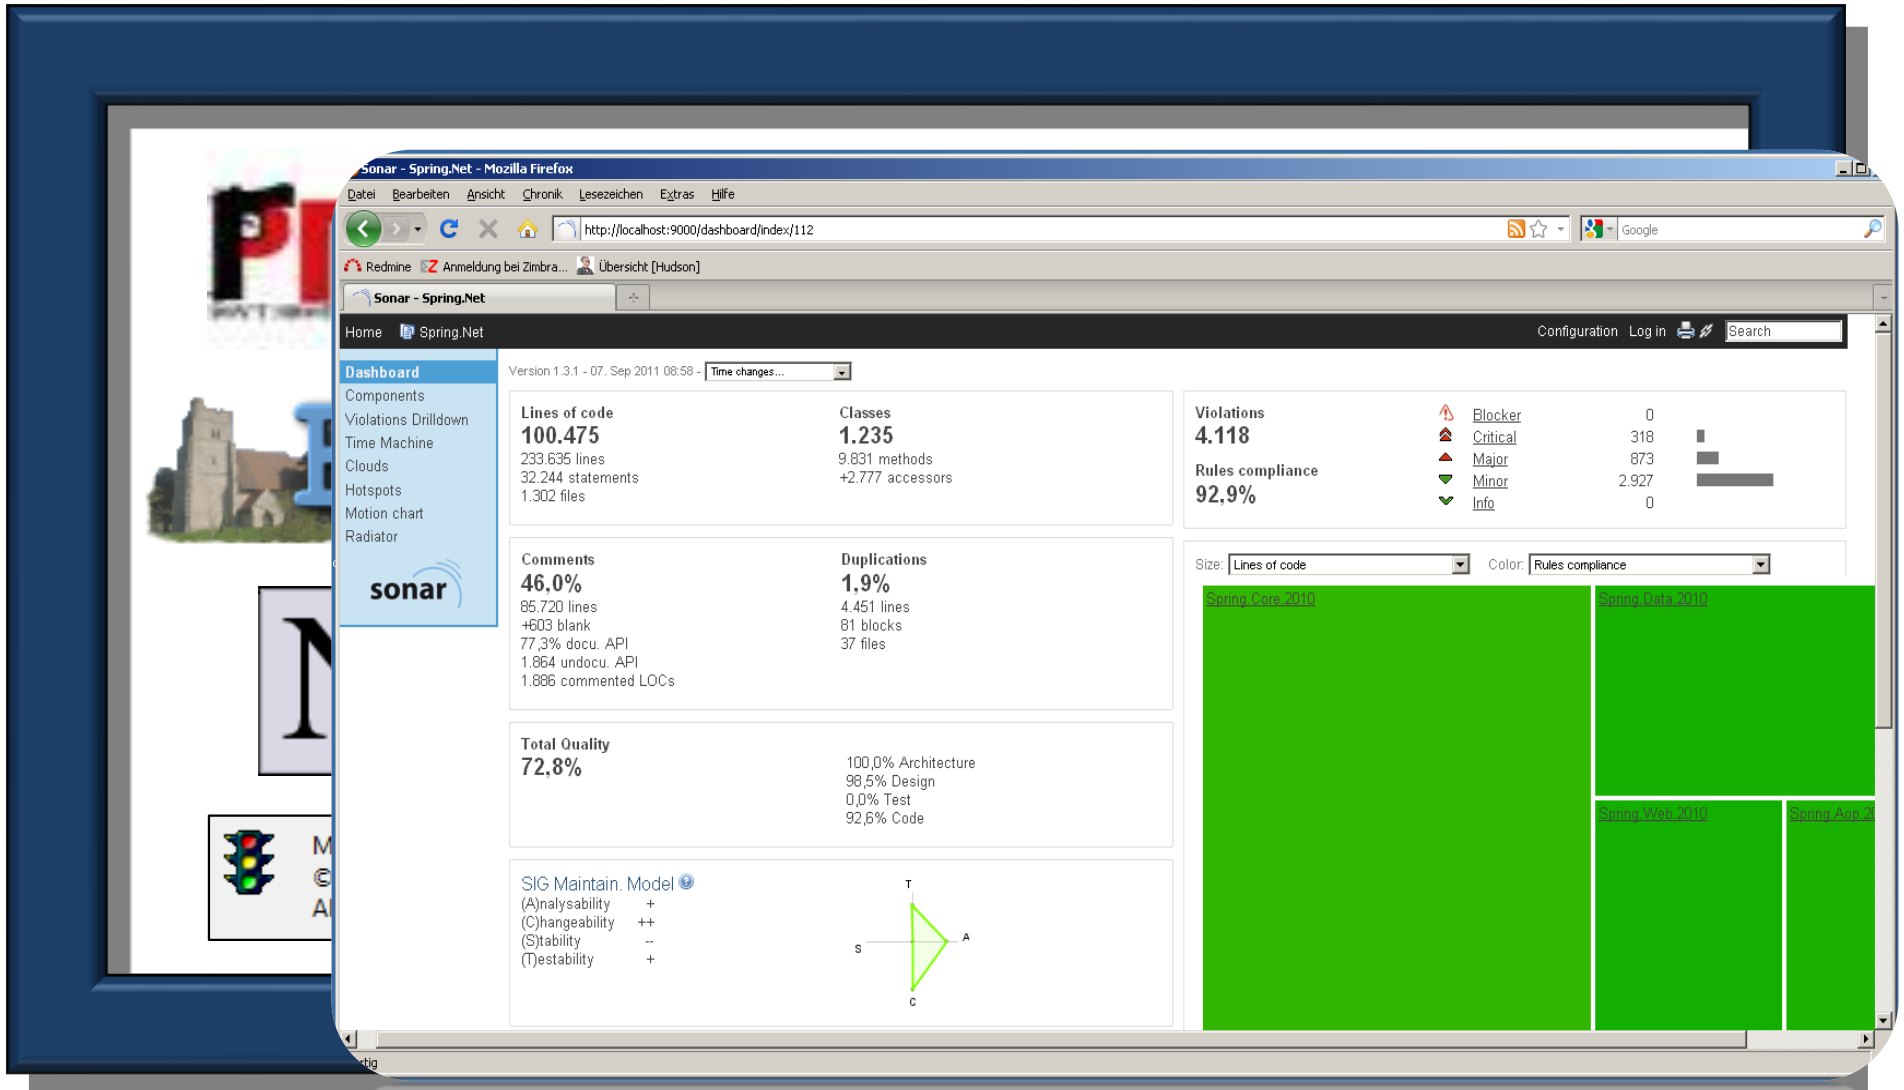 Sonar - Spring.Net - Mozilla Firefox
Datei Bearbeiten Ansicht Chronik Lesezeichen Extras Hilfe
http://localhost:9000/dashboard/index/112
Google
Redmine Anmeldung bei Zimbra... Übersicht [Hudson]
Sonar - Spring.Net
Home Spring.Net
Configuration Log in Search
Dashboard
Components
Violations Drilldown
Time Machine
Clouds
Hotspots
Motion chart
Radiator
sonar
Version 1.3.1 - 07. Sep 2011 08:58 - Time changes...
Lines of code
100.475
233.635 lines
32.244 statements
1.302 files
Classes
1.235
9.831 methods
+2.777 accessors
Comments
46,0%
85.720 lines
+603 blank
77,3% docu. API
1.864 undocu. API
1.886 commented LOCs
Duplications
1,9%
4.451 lines
81 blocks
37 files
Total Quality
72,8%
100,0% Architecture
98,5% Design
0,0% Test
92,6% Code
SIG Maintain. Model
(A)nalysability +
(C)hangeability ++
(S)tability --
(T)estability +
T
S A
C
Violations
4.118
Rules compliance
92,9%
Blocker 0
Critical 318
Major 873
Minor 2.927
Info 0
Size: Lines of code Color: Rules compliance
Spring.Core.2010
Spring.Data.2010
Spring.Web.2010
Spring.Aop.20
N
M
©
Al